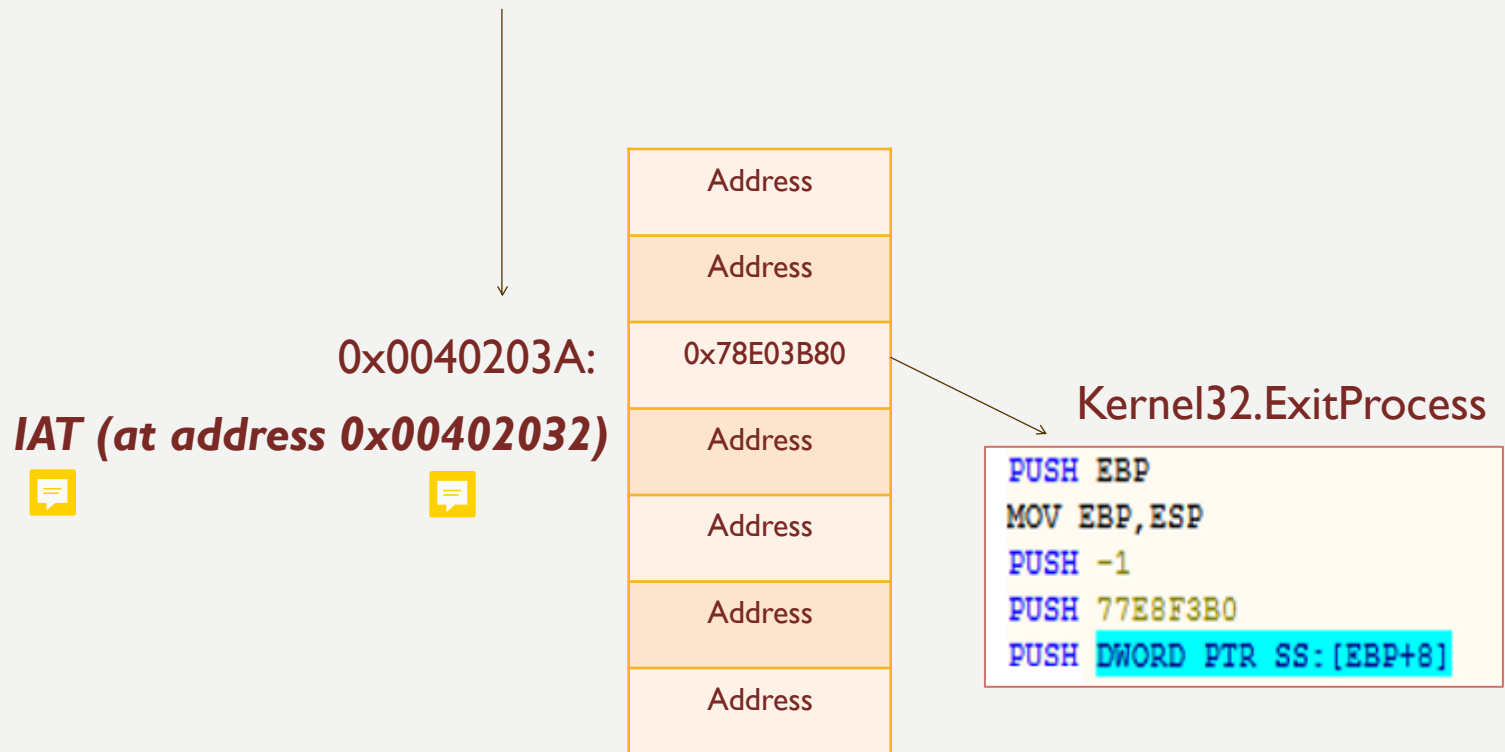 Address
Address
0x0040203A:
0x78E03B80
IAT (at address 0x00402032)
Address
Address
Address
Address
Kernel32.ExitProcess
PUSH EBP
MOV EBP,ESP
PUSH -1
PUSH 77E8F3B0
PUSH DWORD PTR SS:[EBP+8]